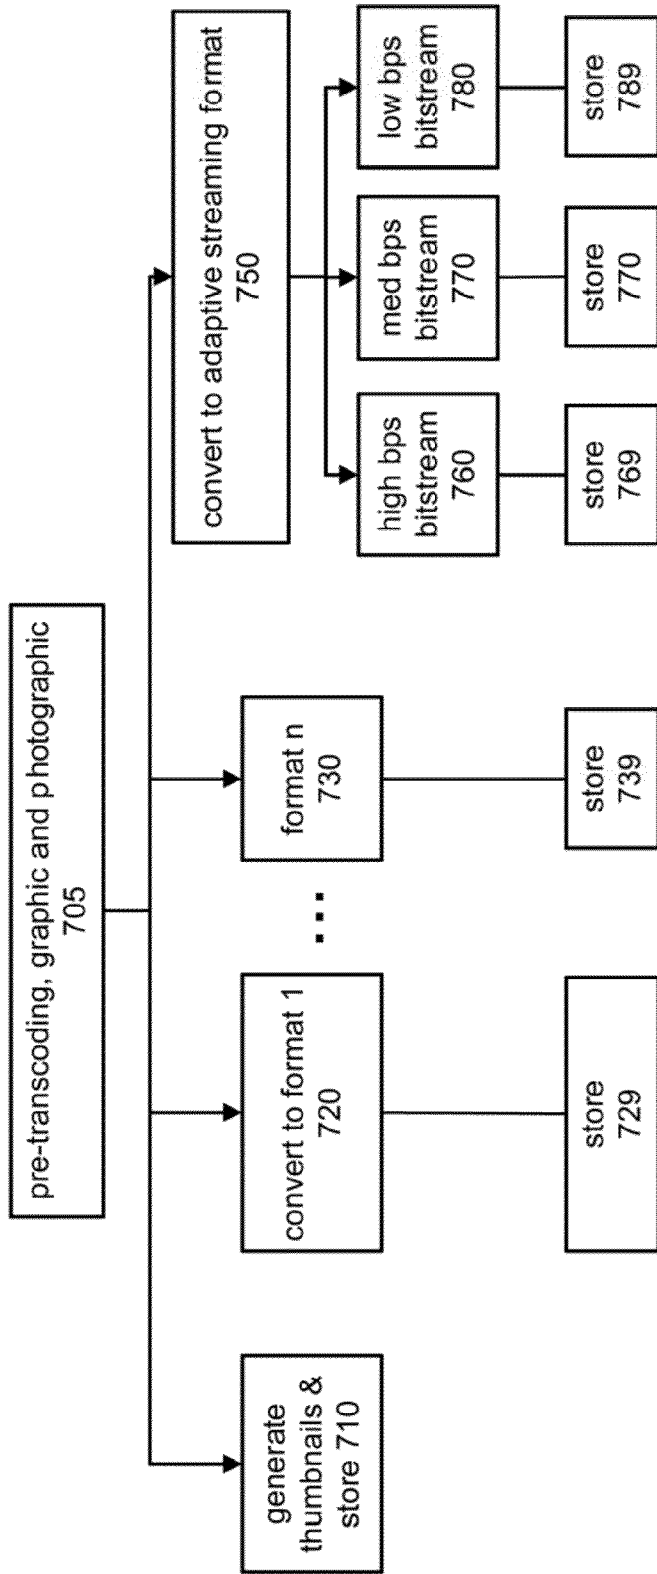 pre-transcoding, graphic and photographic
705
generate
thumbnails &
store 710
convert to format 1
720
...
format n
730
convert to adaptive streaming format
750
high bps
bitstream
760
med bps
bitstream
770
low bps
bitstream
780
store
729
store
739
store
769
store
770
store
789